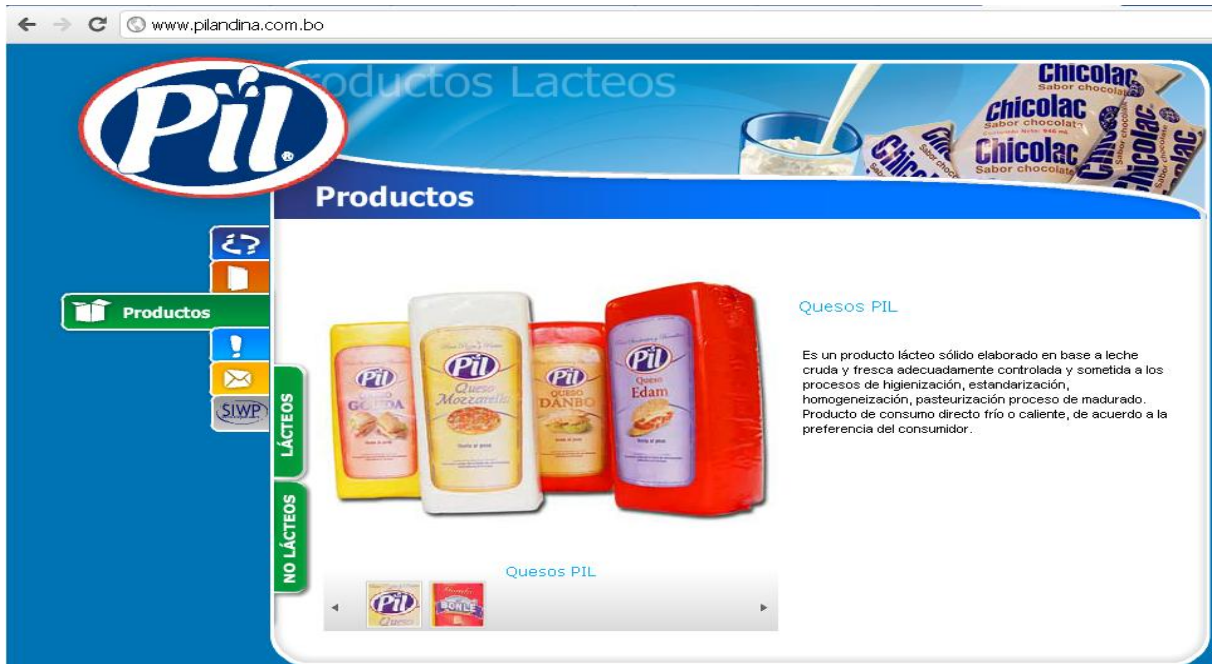 www.pilandina.com.bo
Productos Lacteos
Pil
Chicolac
Sabor chocolate
Chicolac
Sabor chocolate
Chicolac
Sabor chocolate
Productos
¿?
Productos
!
SIWP
LÁCTEOS
NO LÁCTEOS
Pil
QUESO
GOUDA
Pil
Queso
Mozzarella
Pil
QUESO
DANBO
Pil
QUESO
Edam
Quesos PIL
Es un producto lácteo sólido elaborado en base a leche
cruda y fresca adecuadamente controlada y sometida a los
procesos de higienización, estandarización,
homogeneización, pasteurización proceso de madurado.
Producto de consumo directo frío o caliente, de acuerdo a la
preferencia del consumidor.
Quesos PIL
Pil
Queso